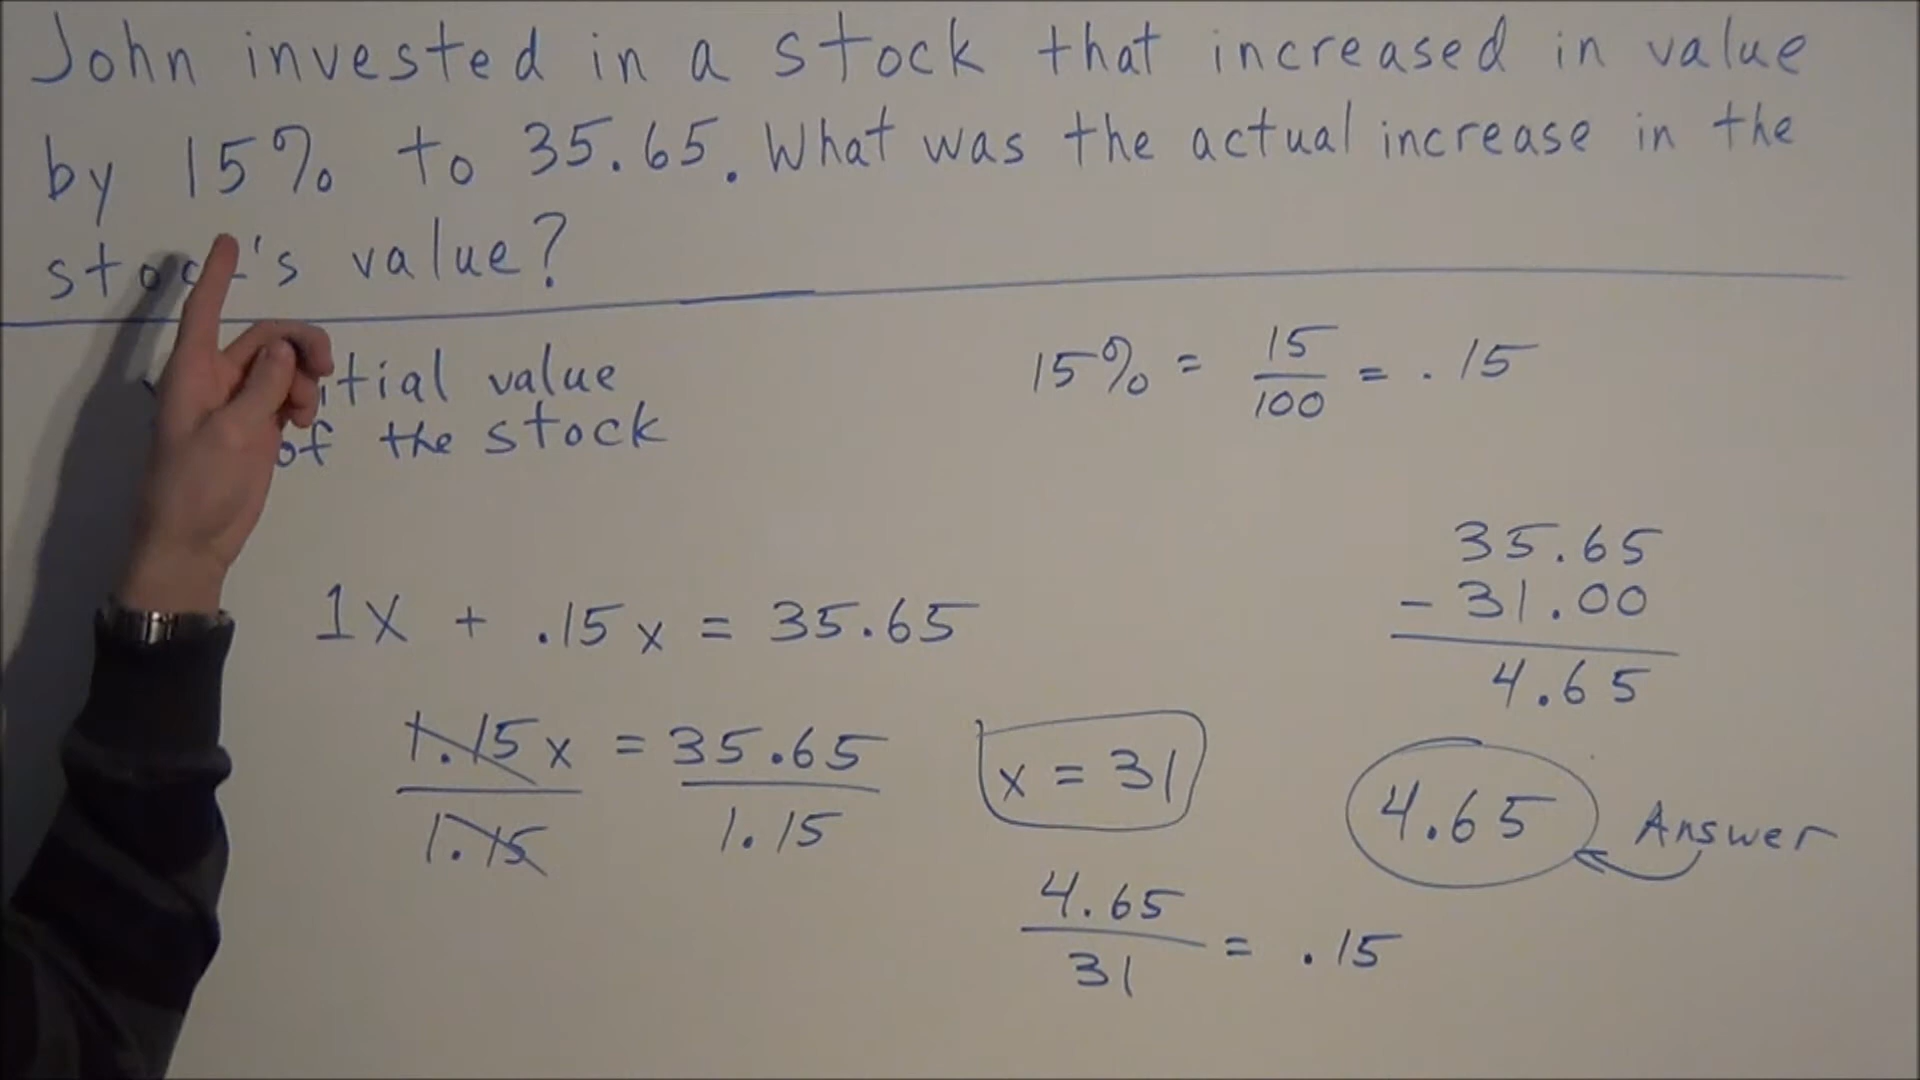 John invested in a stock that increased in value
by 15% to 35.65. What was the actual increase in the
value?
value
of the stock
15% = 15/100 = .15
1x + .15x = 35.65
1.15x/1.15 = 35.65/1.15
x = 31
35.65
- 31.00
4.65
4.65 Answer
4.65/31 = .15